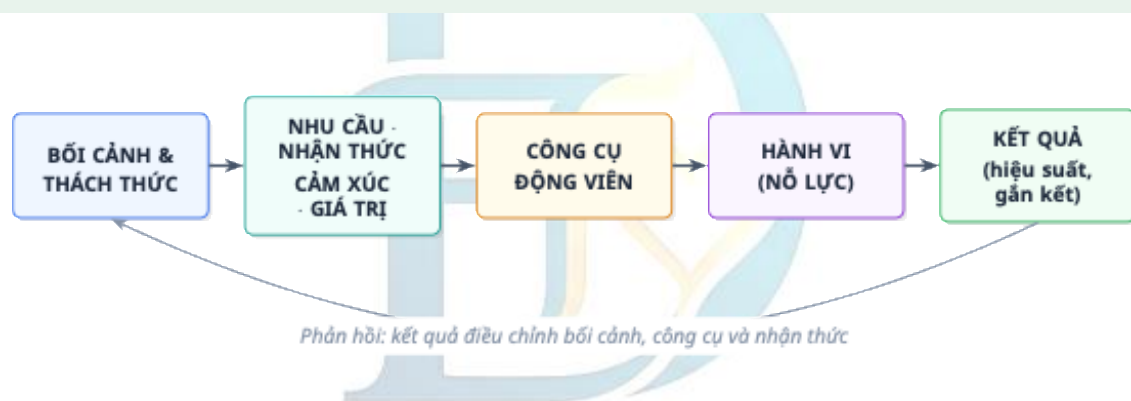 BỐI CẢNH &
THÁCH THỨC
NHU CẦU -
NHẬN THỨC
CẢM XÚC
- GIÁ TRỊ
CÔNG CỤ
ĐỘNG VIÊN
HÀNH VI
(NỖ LỰC)
KẾT QUẢ
(hiệu suất,
gắn kết)
Phản hồi: kết quả điều chỉnh bối cảnh, công cụ và nhận thức